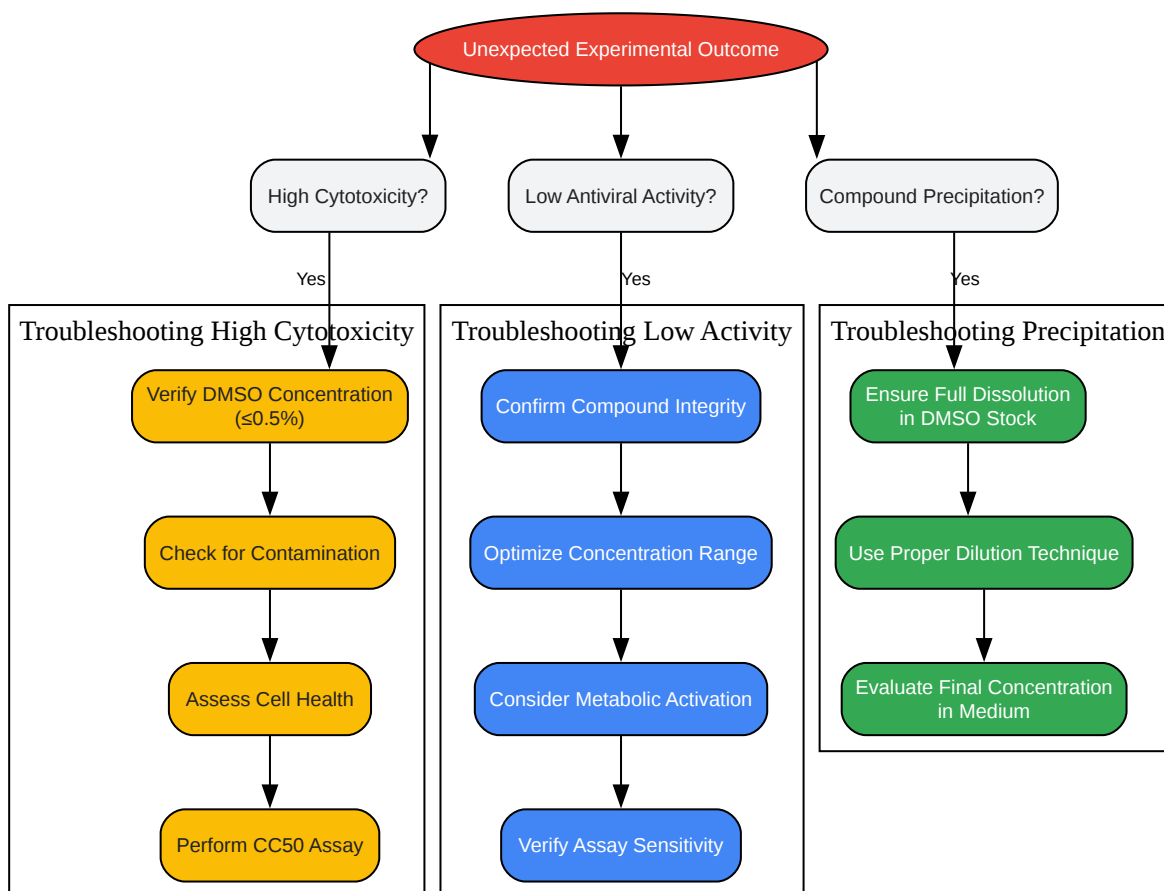 Unexpected Experimental Outcome
High Cytotoxicity?
Low Antiviral Activity?
Compound Precipitation?
Yes
Yes
Yes
Troubleshooting High Cytotoxicity
Verify DMSO Concentration
(≤0.5%)
Check for Contamination
Assess Cell Health
Perform CC50 Assay
Troubleshooting Low Activity
Confirm Compound Integrity
Optimize Concentration Range
Consider Metabolic Activation
Verify Assay Sensitivity
Troubleshooting Precipitation
Ensure Full Dissolution
in DMSO Stock
Use Proper Dilution Technique
Evaluate Final Concentration
in Medium